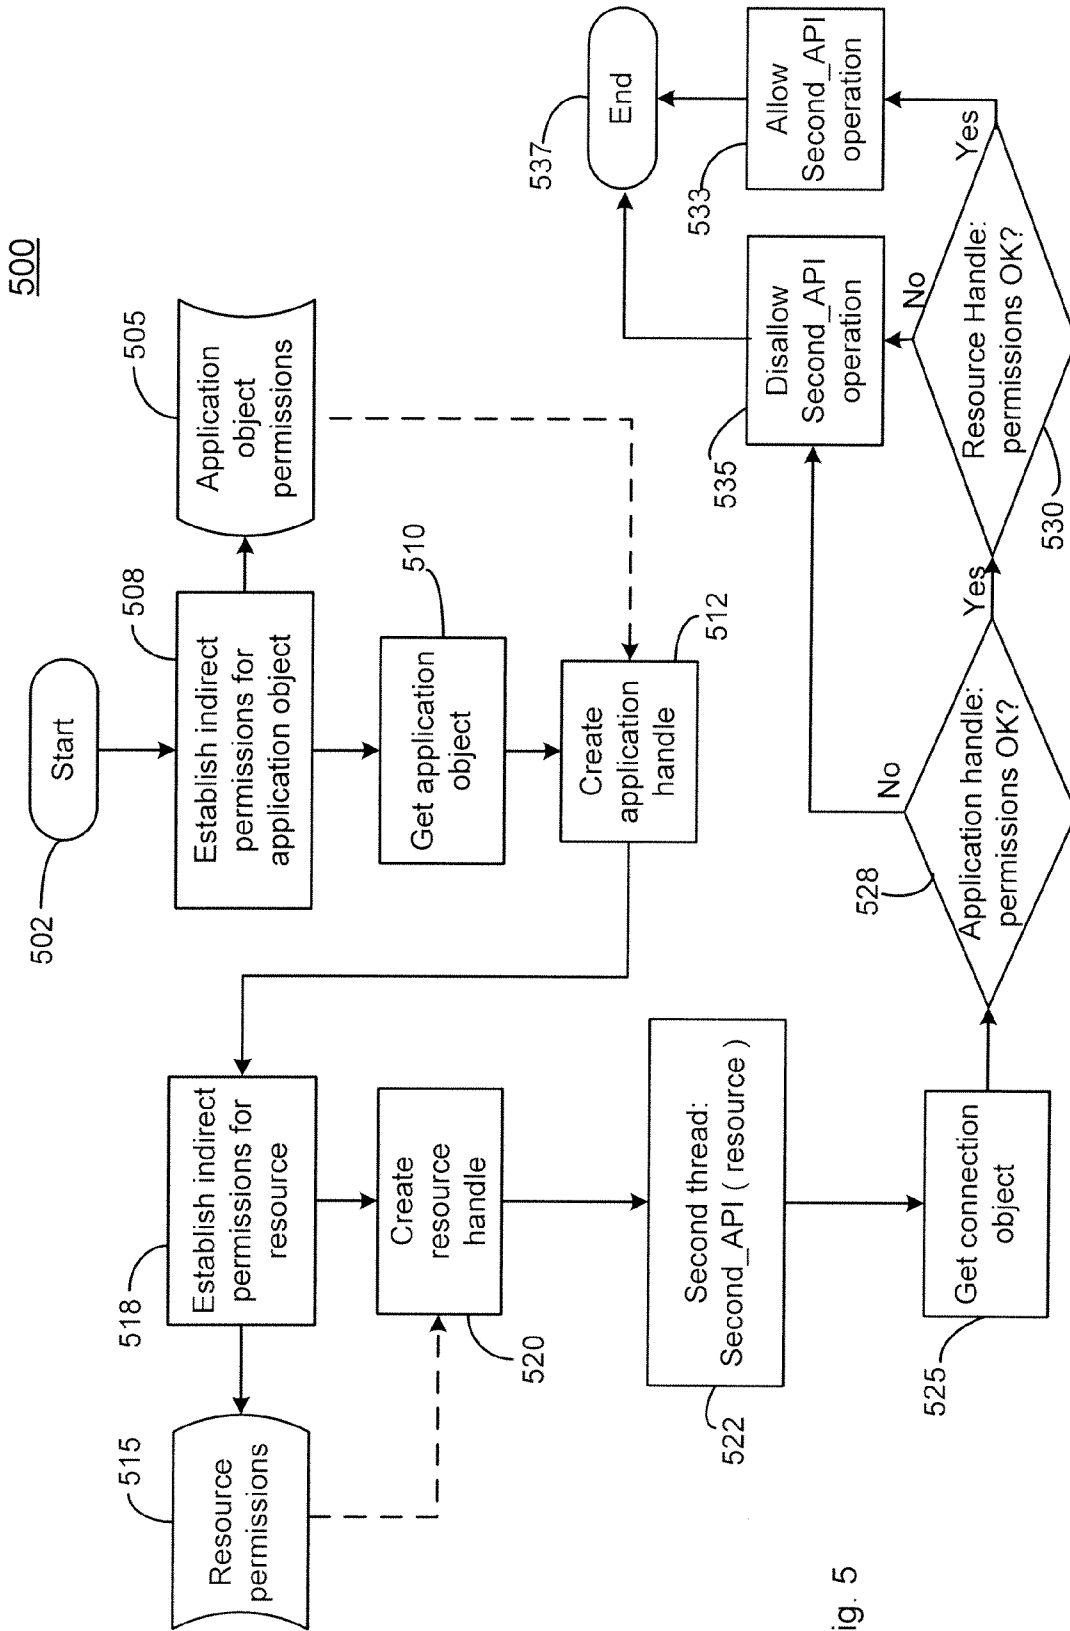 500
Start
502
Establish indirect
permissions for
application object
508
Application
object
permissions
505
Get application
object
510
Create
application
handle
512
Establish indirect
permissions for
resource
518
Resource
permissions
515
Create
resource
handle
520
Second thread:
Second_API ( resource )
522
Get connection
object
525
Application handle:
permissions OK?
528
No
Yes
Resource Handle:
permissions OK?
530
No
Yes
Disallow
Second_API
operation
535
Allow
Second_API
operation
533
End
537
ig. 5